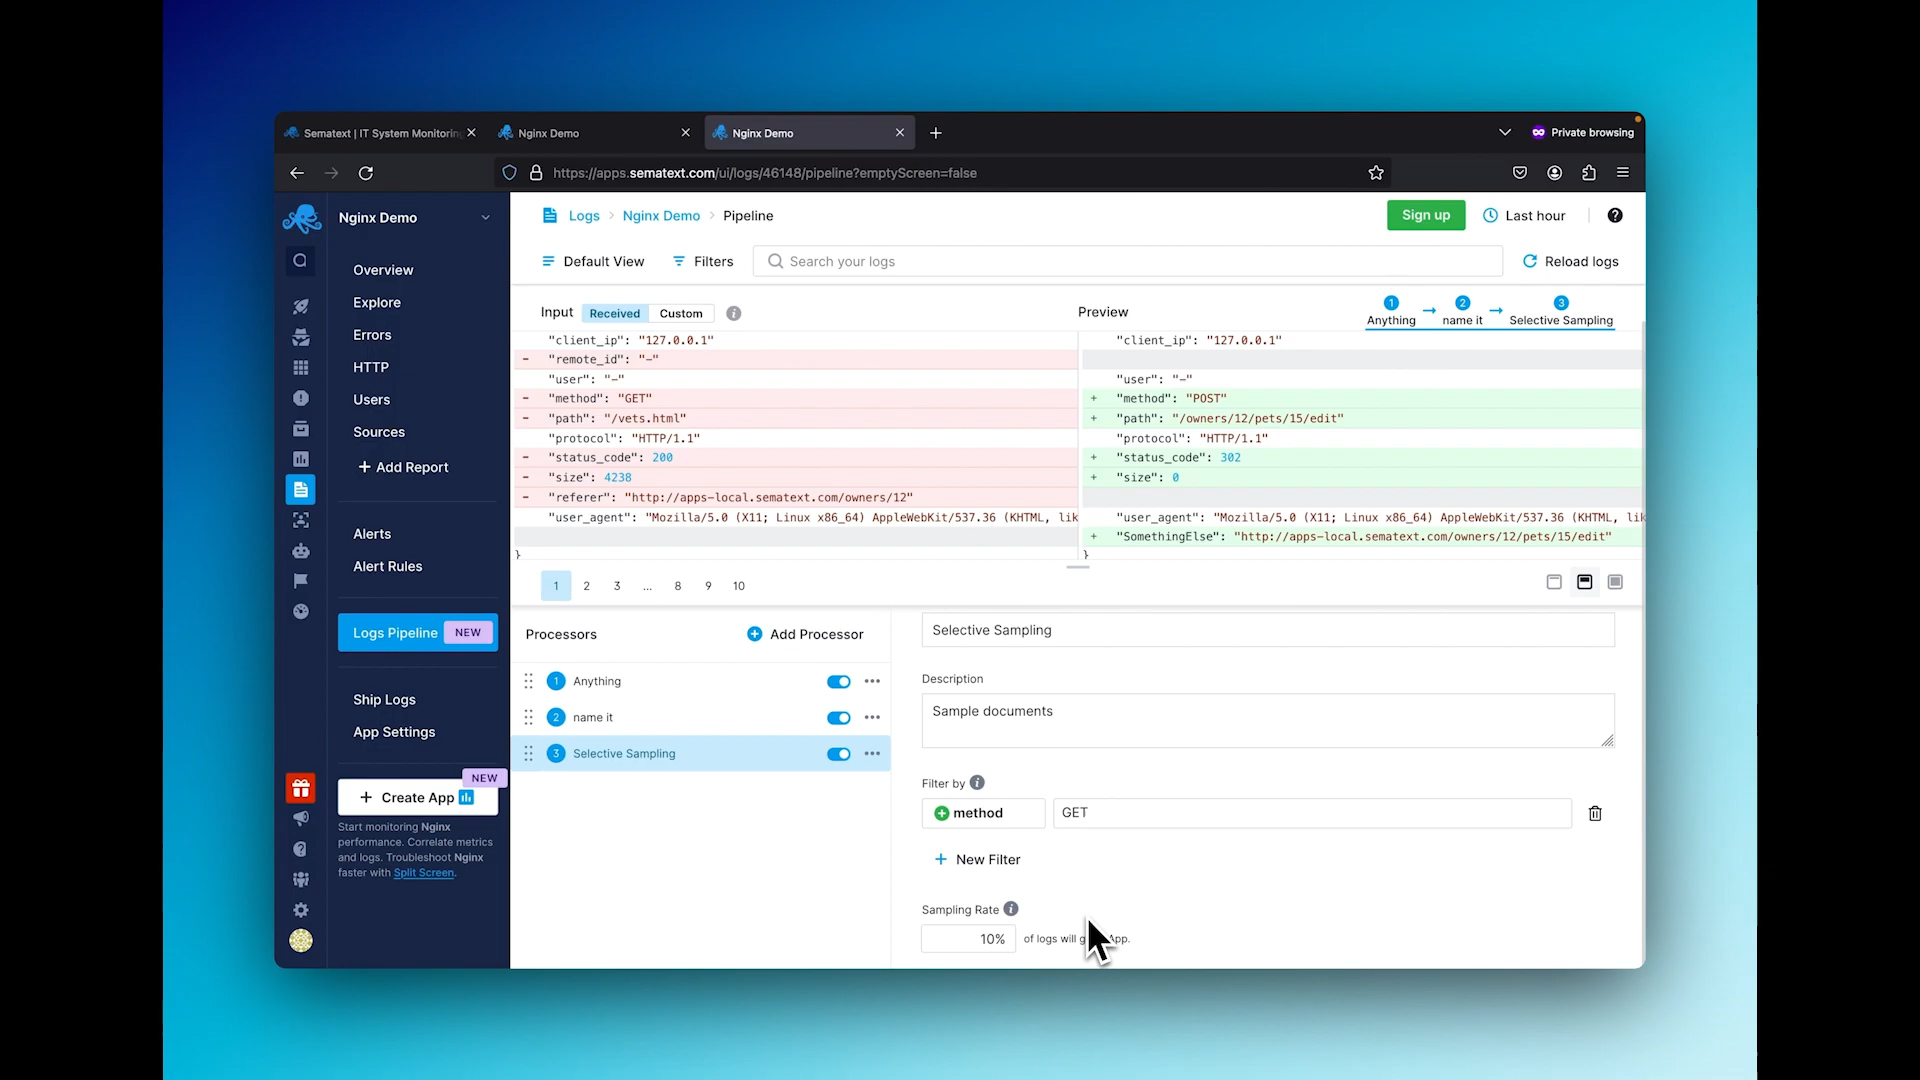 Sematext | IT System Monitoring
Nginx Demo
Nginx Demo
Private browsing
https://apps.sematext.com/ui/logs/46148/pipeline?emptyScreen=false
Nginx Demo
Overview
Explore
Errors
HTTP
Users
Sources
+ Add Report
Alerts
Alert Rules
Logs Pipeline NEW
Ship Logs
App Settings
NEW
+ Create App
Start monitoring Nginx
performance. Correlate metrics
and logs. Troubleshoot Nginx
faster with Split Screen.
Logs > Nginx Demo > Pipeline
Sign up
Last hour
Default View
Filters
Search your logs
Reload logs
Input Received Custom
"client_ip": "127.0.0.1"
- "remote_id": "-"
"user": "-"
- "method": "GET"
- "path": "/vets.html"
"protocol": "HTTP/1.1"
- "status_code": 200
- "size": 4238
- "referer": "http://apps-local.sematext.com/owners/12"
"user_agent": "Mozilla/5.0 (X11; Linux x86_64) AppleWebKit/537.36 (KHTML, lik
}
Preview
1 2 3
Anything → name it → Selective Sampling
"client_ip": "127.0.0.1"
"user": "-"
+ "method": "POST"
+ "path": "/owners/12/pets/15/edit"
"protocol": "HTTP/1.1"
+ "status_code": 302
+ "size": 0
"user_agent": "Mozilla/5.0 (X11; Linux x86_64) AppleWebKit/537.36 (KHTML, lik
+ "SomethingElse": "http://apps-local.sematext.com/owners/12/pets/15/edit"
}
1 2 3 ... 8 9 10
Processors
Add Processor
1 Anything
2 name it
3 Selective Sampling
Selective Sampling
Description
Sample documents
Filter by
method GET
+ New Filter
Sampling Rate
10% of logs will g App.